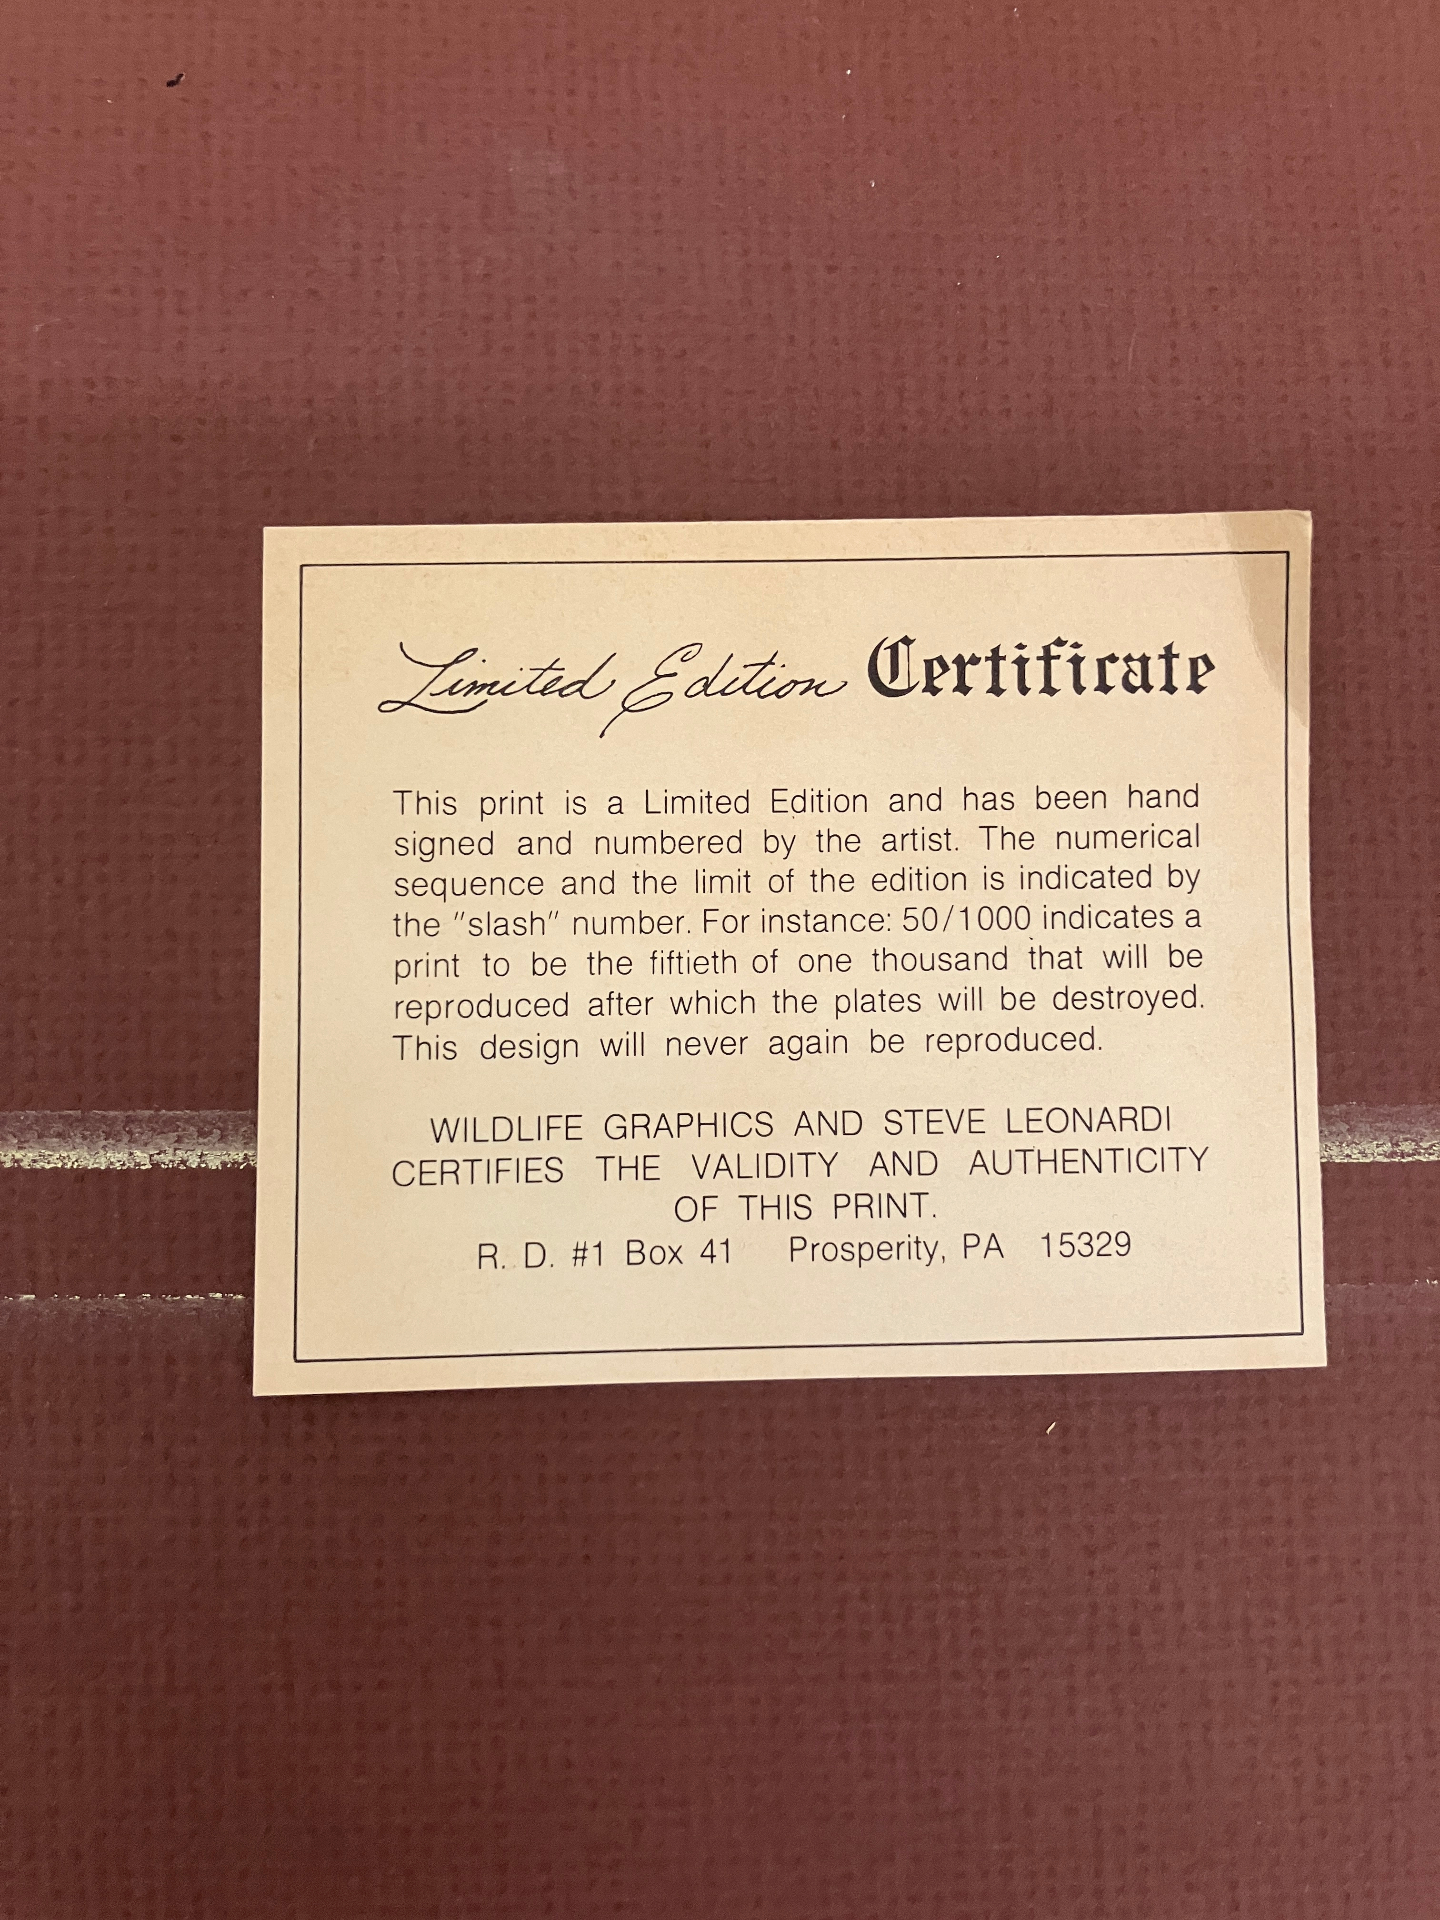 Limited Edition Certificate
This print is a Limited Edition and has been hand
signed and numbered by the artist. The numerical
sequence and the limit of the edition is indicated by
the "slash" number. For instance: 50/1000 indicates a
print to be the fiftieth of one thousand that will be
reproduced after which the plates will be destroyed.
This design will never again be reproduced.
WILDLIFE GRAPHICS AND STEVE LEONARDI
CERTIFIES THE VALIDITY AND AUTHENTICITY
OF THIS PRINT.
R. D. #1 Box 41 Prosperity, PA 15329